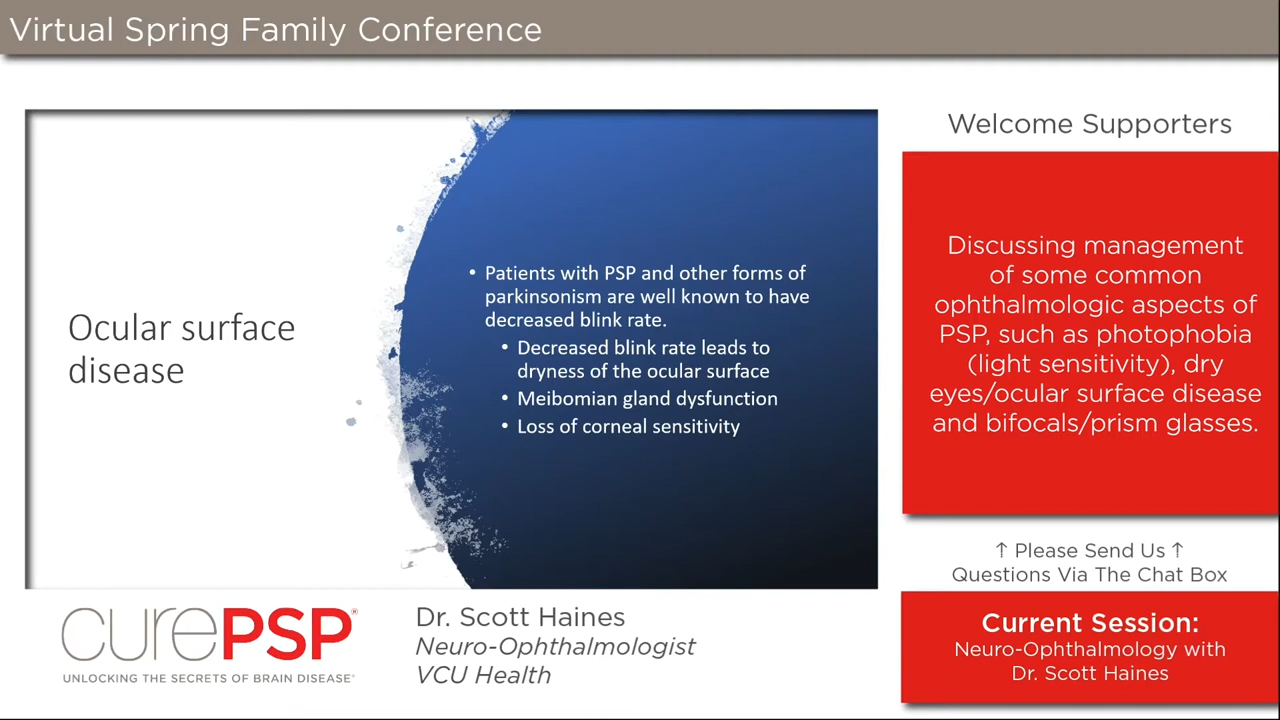 Virtual Spring Family Conference
Ocular surface
disease
• Patients with PSP and other forms of
parkinsonism are well known to have
decreased blink rate.
• Decreased blink rate leads to
dryness of the ocular surface
• Meibomian gland dysfunction
• Loss of corneal sensitivity
Welcome Supporters
Discussing management
of some common
ophthalmologic aspects of
PSP, such as photophobia
(light sensitivity), dry
eyes/ocular surface disease
and bifocals/prism glasses.
↑ Please Send Us ↑
Questions Via The Chat Box
Current Session:
Neuro-Ophthalmology with
Dr. Scott Haines
curePSP®
UNLOCKING THE SECRETS OF BRAIN DISEASE®
Dr. Scott Haines
Neuro-Ophthalmologist
VCU Health